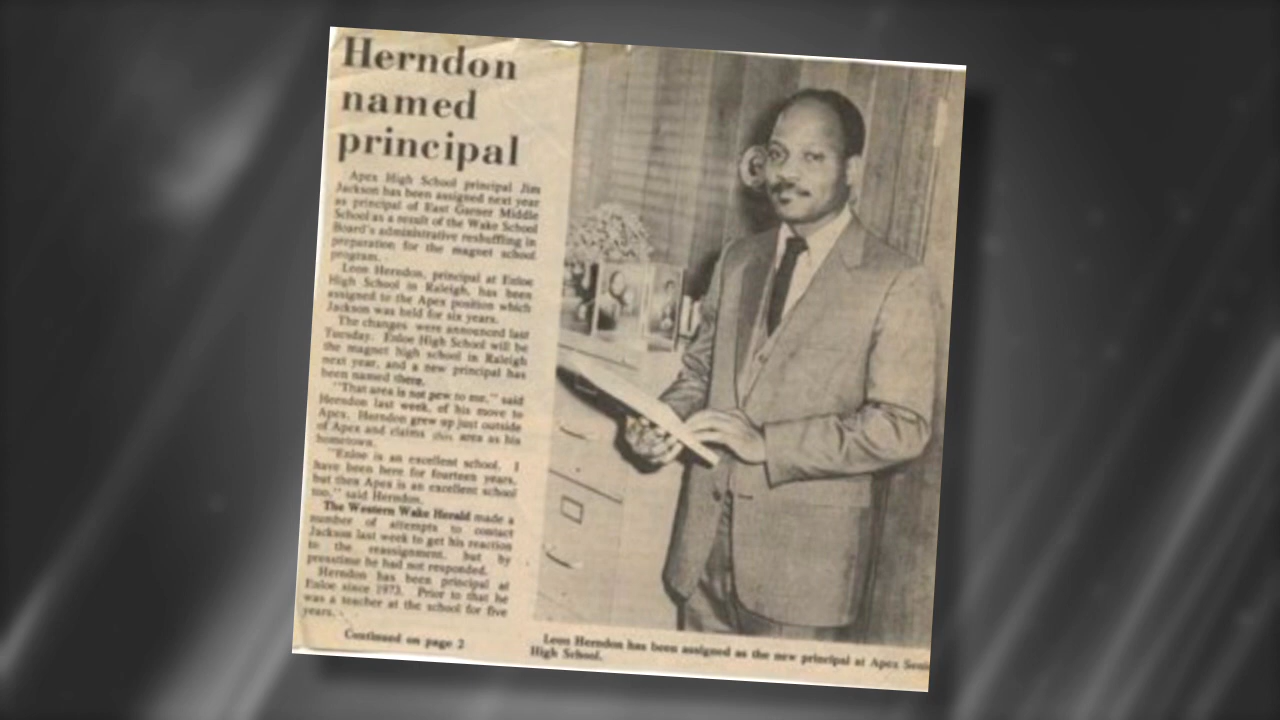 Herndon
named
principal
Apex High School principal Jim
Jackson has been assigned next year
as principal of East Garner Middle
School as a result of the Wake School
Board's administrative reshuffling in
preparation for the magnet school
program.
Leon Herndon, principal at Enloe
High School in Raleigh, has been
assigned to the Apex position which
Jackson was held for six years.
The changes were announced last
Tuesday. Enloe High School will be
the magnet high school in Raleigh
next year, and a new principal has
been named there.
"That area is not new to me," said
Herndon last week, of his move to
Apex. Herndon grew up just outside
of Apex and claims this area as his
hometown.
"Enloe is an excellent school. I
have been here for fourteen years,
but then Apex is an excellent school
too," said Herndon.
The Western Wake Herald made a
number of attempts to contact
Jackson last week to get his reaction
to the reassignment, but by
presstime he had not responded.
Herndon has been principal at
Enloe since 1973. Prior to that he
was a teacher at the school for five
years.
Continued on page 2
Leon Herndon has been assigned as the new principal at Apex Seni
High School.